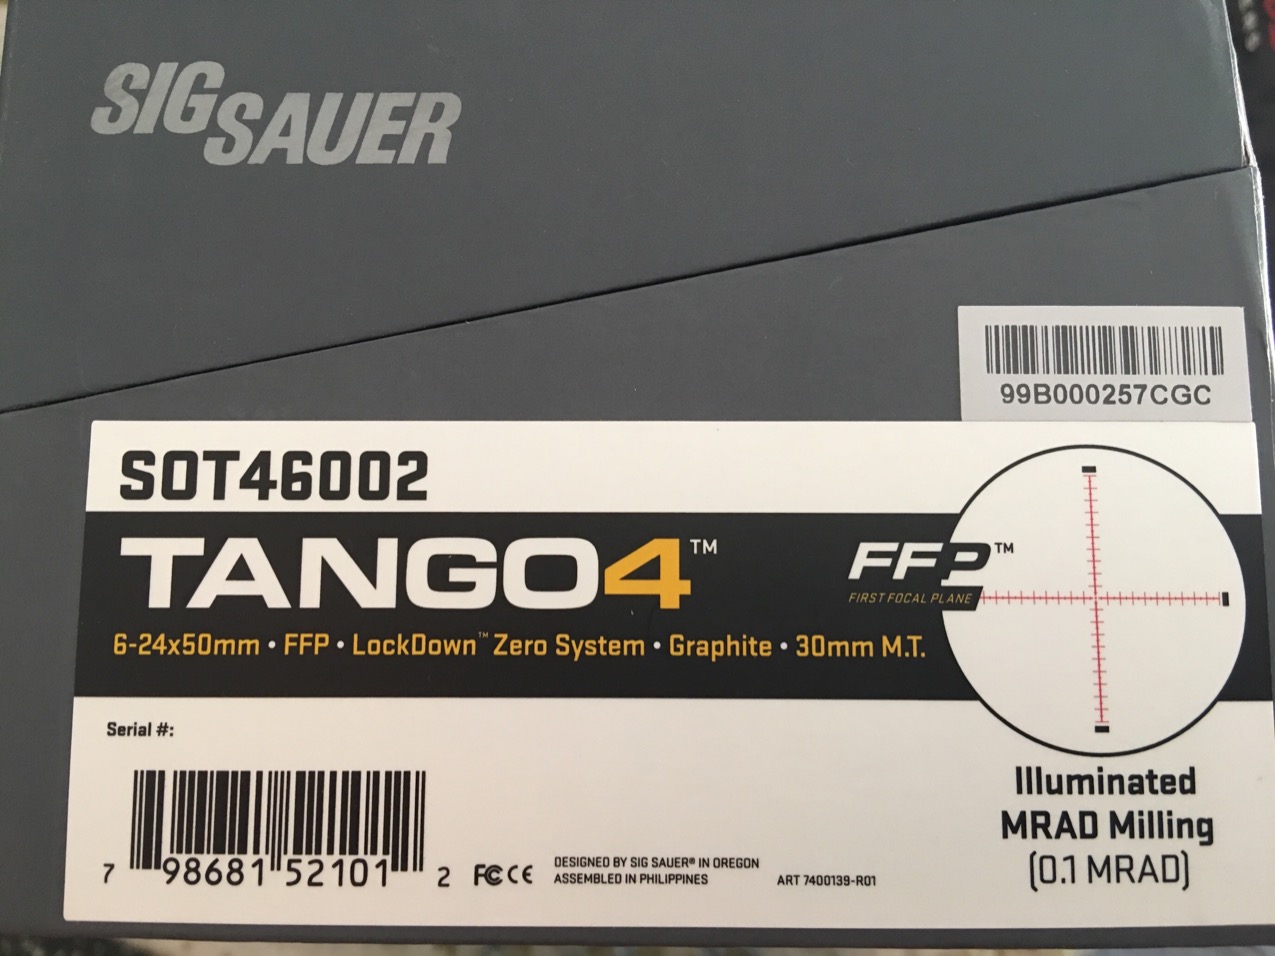 SIG SAUER
99B000257CGC
SOT46002
TANGO4™
FFP™
FIRST FOCAL PLANE
6-24x50mm • FFP • LockDown™ Zero System • Graphite • 30mm M.T.
Serial #:
7 98681 52101 2
FC CE
DESIGNED BY SIG SAUER® IN OREGON
ASSEMBLED IN PHILIPPINES
ART 7400139-R01
Illuminated
MRAD Milling
(0.1 MRAD)